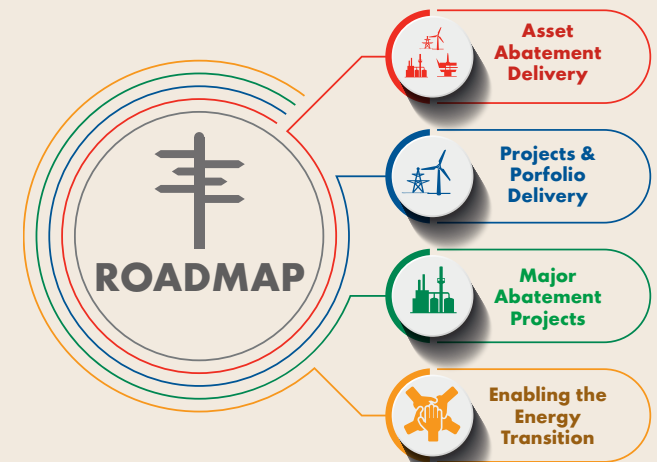 ROADMAP
Asset
Abatement
Delivery
Projects &
Porfolio
Delivery
Major
Abatement
Projects
Enabling the
Energy
Transition